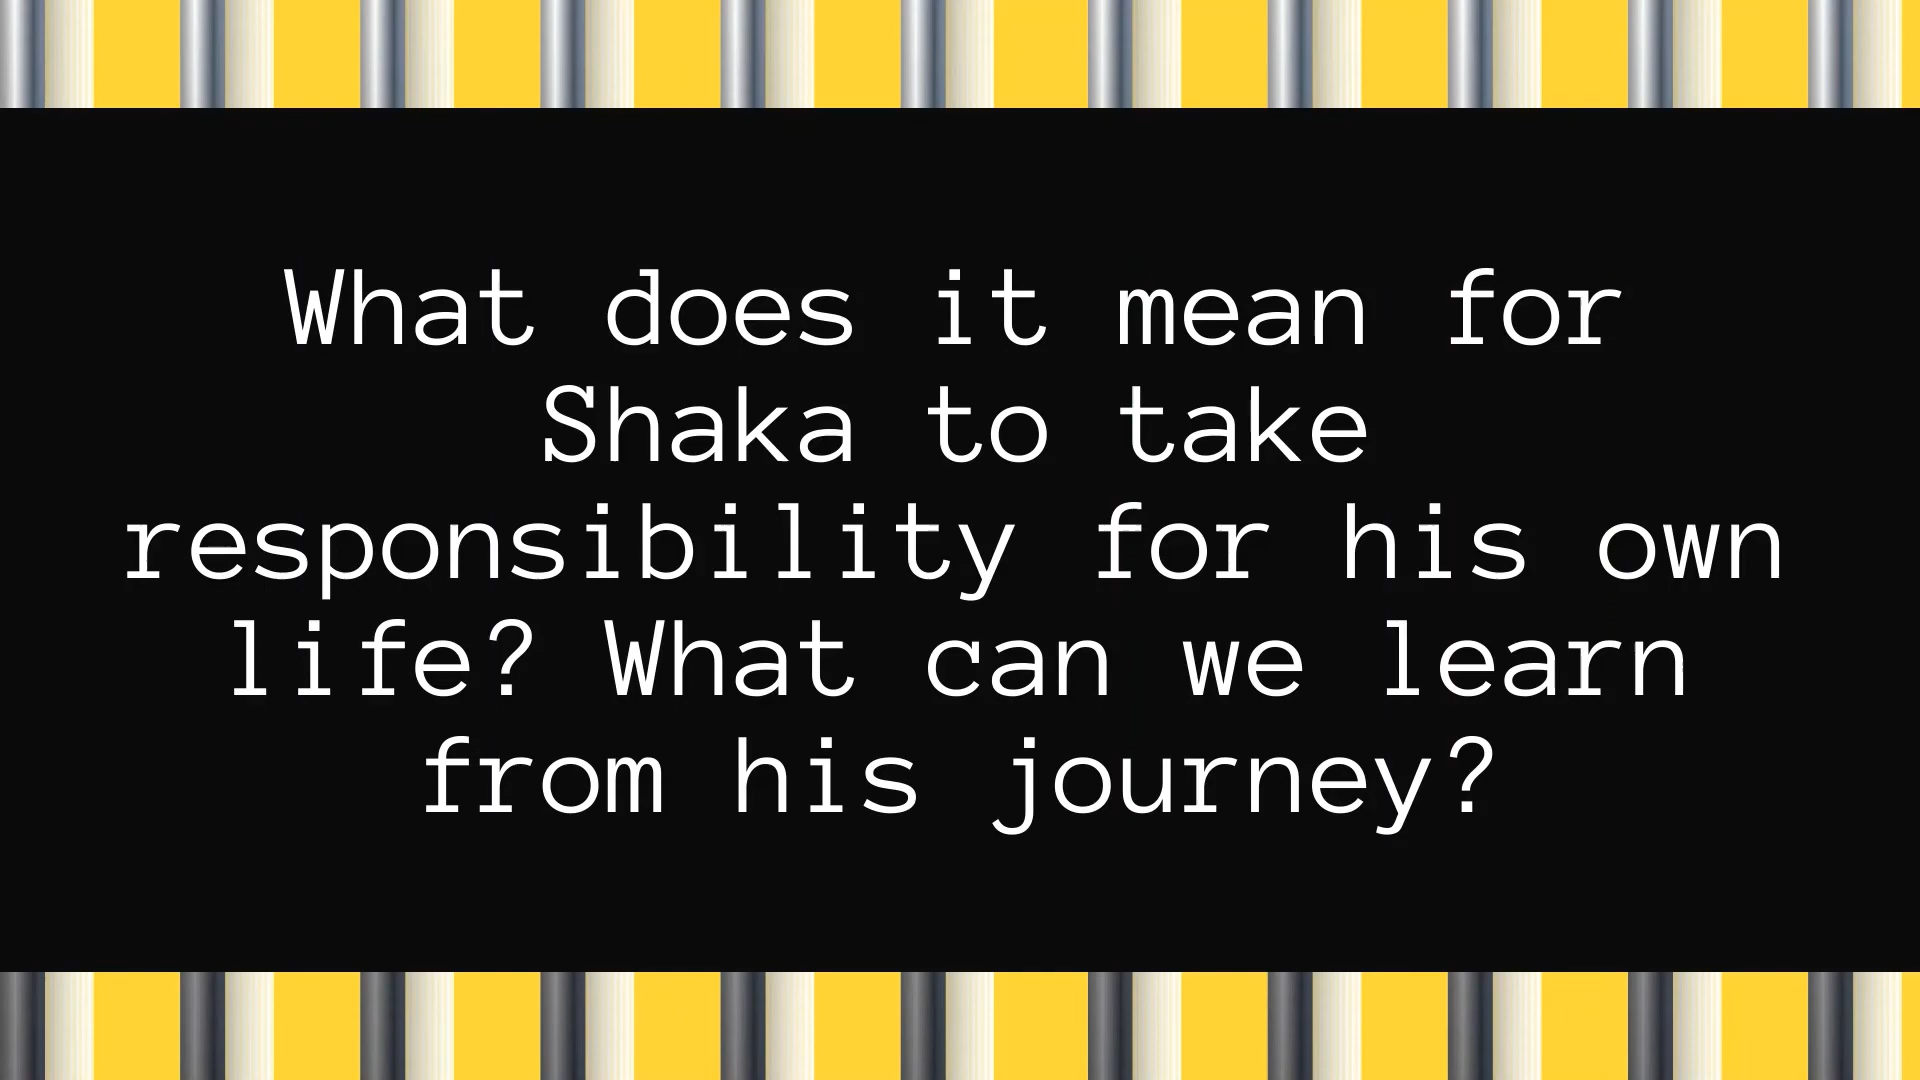 What does it mean for
Shaka to take
responsibility for his own
life? What can we learn
from his journey?